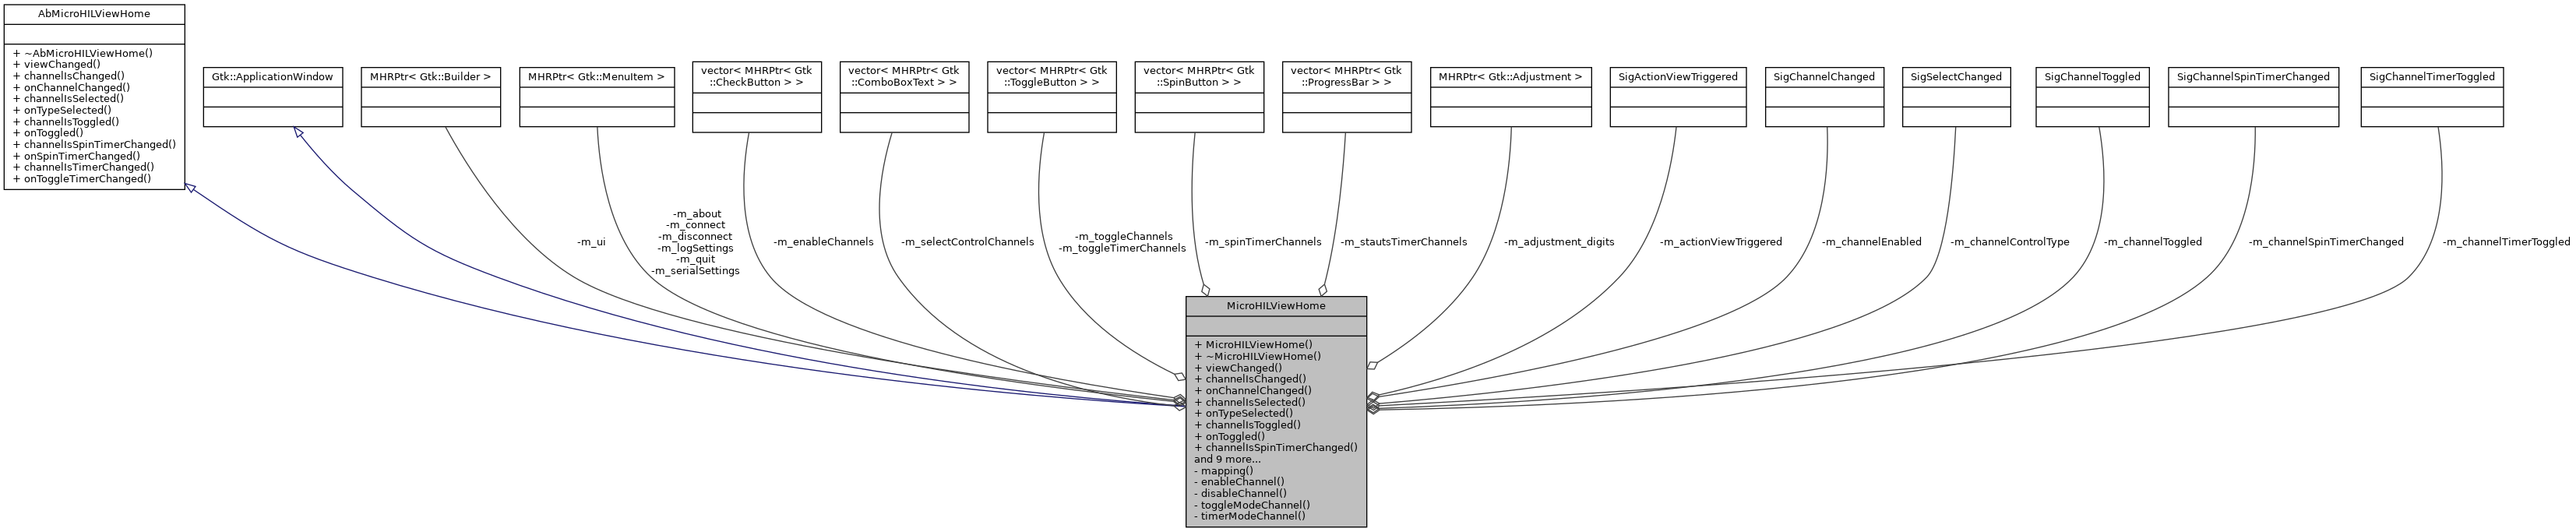 AbMicroHILViewHome
+ ~AbMicroHILViewHome()
+ viewChanged()
+ channelIsChanged()
+ onChannelChanged()
+ channelIsSelected()
+ onTypeSelected()
+ channelIsToggled()
+ onToggled()
+ channelIsSpinTimerChanged()
+ onSpinTimerChanged()
+ channelIsTimerChanged()
+ onToggleTimerChanged()
Gtk::ApplicationWindow
MHRPtr< Gtk::Builder >
MHRPtr< Gtk::MenuItem >
vector< MHRPtr< Gtk
::CheckButton > >
vector< MHRPtr< Gtk
::ComboBoxText > >
vector< MHRPtr< Gtk
::ToggleButton > >
vector< MHRPtr< Gtk
::SpinButton > >
vector< MHRPtr< Gtk
::ProgressBar > >
MHRPtr< Gtk::Adjustment >
SigActionViewTriggered
SigChannelChanged
SigSelectChanged
SigChannelToggled
SigChannelSpinTimerChanged
SigChannelTimerToggled
-m_ui
-m_about
-m_connect
-m_disconnect
-m_logSettings
-m_quit
-m_serialSettings
-m_enableChannels
-m_selectControlChannels
-m_toggleChannels
-m_toggleTimerChannels
-m_spinTimerChannels
-m_stautsTimerChannels
-m_adjustment_digits
-m_actionViewTriggered
-m_channelEnabled
-m_channelControlType
-m_channelToggled
-m_channelSpinTimerChanged
-m_channelTimerToggled
MicroHILViewHome
+ MicroHILViewHome()
+ ~MicroHILViewHome()
+ viewChanged()
+ channelIsChanged()
+ onChannelChanged()
+ channelIsSelected()
+ onTypeSelected()
+ channelIsToggled()
+ onToggled()
+ channelIsSpinTimerChanged()
and 9 more...
- mapping()
- enableChannel()
- disableChannel()
- toggleModeChannel()
- timerModeChannel()